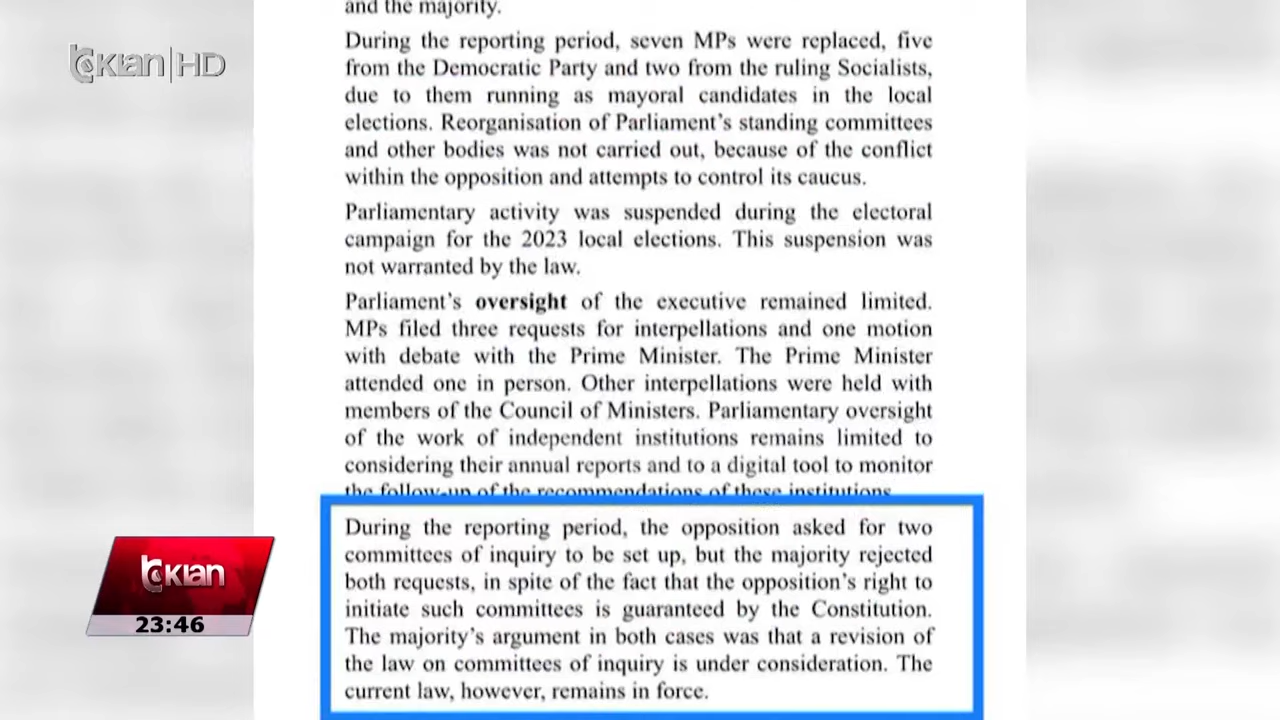 and the majority.
tv klan HD
During the reporting period, seven MPs were replaced, five
from the Democratic Party and two from the ruling Socialists,
due to them running as mayoral candidates in the local
elections. Reorganisation of Parliament's standing committees
and other bodies was not carried out, because of the conflict
within the opposition and attempts to control its caucus.
Parliamentary activity was suspended during the electoral
campaign for the 2023 local elections. This suspension was
not warranted by the law.
Parliament's oversight of the executive remained limited.
MPs filed three requests for interpellations and one motion
with debate with the Prime Minister. The Prime Minister
attended one in person. Other interpellations were held with
members of the Council of Ministers. Parliamentary oversight
of the work of independent institutions remains limited to
considering their annual reports and to a digital tool to monitor
the follow-up of the recommendations of these institutions.
During the reporting period, the opposition asked for two
committees of inquiry to be set up, but the majority rejected
both requests, in spite of the fact that the opposition's right to
initiate such committees is guaranteed by the Constitution.
The majority's argument in both cases was that a revision of
the law on committees of inquiry is under consideration. The
current law, however, remains in force.
tv klan
23:46